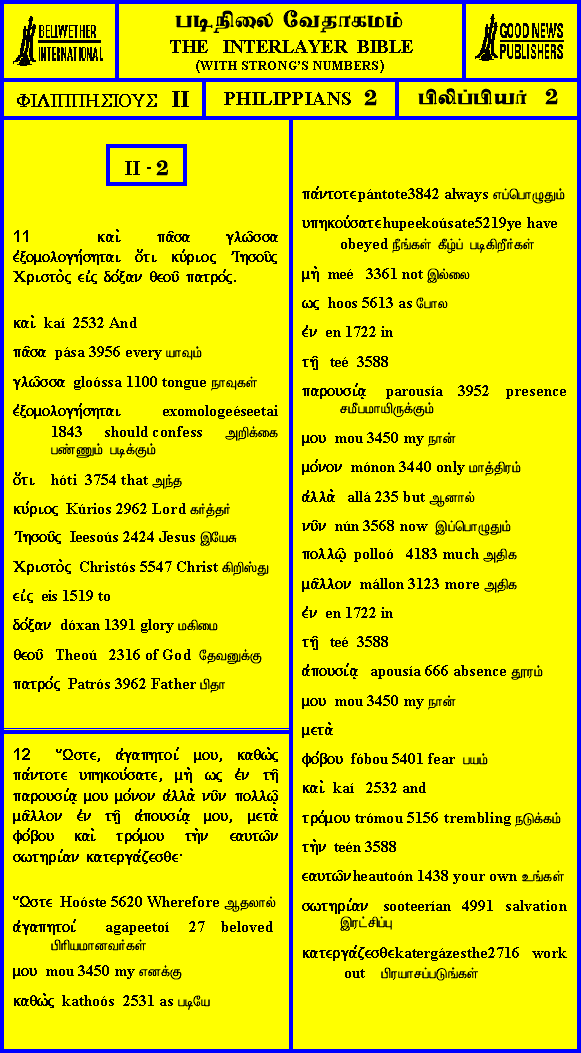 BELLWETHER
INTERNATIONAL
படிநிலை வேதாகமம்
THE INTERLAYER BIBLE
(WITH STRONG'S NUMBERS)
GOOD NEWS
PUBLISHERS
ΦΙΛΙΠΠΗΣΙΟΥΣ II
PHILIPPIANS 2
பிலிப்பியர் 2
II - 2
11 καὶ πᾶσα γλῶσσα
ἐξομολογήσηται ὅτι κύριος Ἰησοῦς
Χριστὸς εἰς δόξαν θεοῦ πατρός.
καὶ kaí 2532 And
πᾶσα pása 3956 every யாவும்
γλῶσσα gloóssa 1100 tongue நாவுகள்
ἐξομολογήσηται exomologeéseetai
1843 should confess அறிக்கை
பண்ணும் படிக்கும்
ὅτι hóti 3754 that அந்த
κύριος Kúrios 2962 Lord கர்த்தர்
Ἰησοῦς Ieesoús 2424 Jesus இயேசு
Χριστὸς Christós 5547 Christ கிறிஸ்து
εἰς eis 1519 to
δόξαν dóxan 1391 glory மகிமை
θεοῦ Theoú 2316 of God தேவனுக்கு
πατρός Patrós 3962 Father பிதா
12 Ὥστε, ἀγαπητοί μου, καθὼς
πάντοτε υπηκούσατε, μὴ ως ἐν τῇ
παρουσίᾳ μου μόνον ἀλλὰ νῦν πολλῷ
μᾶλλον ἐν τῇ ἀπουσίᾳ μου, μετὰ
φόβου καὶ τρόμου τὴν εαυτῶν
σωτηρίαν κατεργάζεσθε·
Ὥστε Hoóste 5620 Wherefore ஆதலால்
ἀγαπητοί agapeetoí 27 beloved
பிரியமானவர்கள்
μου mou 3450 my எனக்கு
καθὼς kathoós 2531 as படியே
πάντοτε pántote3842 always எப்பொழுதும்
υπηκούσατε hupeekoúsate5219ye have
obeyed நீங்கள் கீழ்ப் படிகிறீர்கள்
μὴ meé 3361 not இல்லை
ως hoos 5613 as போல
ἐν en 1722 in
τῇ teé 3588
παρουσίᾳ parousía 3952 presence
சமீபமாயிருக்கும்
μου mou 3450 my நான்
μόνον mónon 3440 only மாத்திரம்
ἀλλὰ allá 235 but ஆனால்
νῦν nún 3568 now இப்பொழுதும்
πολλῷ polloó 4183 much அதிக
μᾶλλον mállon 3123 more அதிக
ἐν en 1722 in
τῇ teé 3588
ἀπουσίᾳ apousía 666 absence தூரம்
μου mou 3450 my நான்
μετὰ
φόβου fóbou 5401 fear பயம்
καὶ kaí 2532 and
τρόμου trómou 5156 trembling நடுக்கம்
τὴν teén 3588
εαυτῶν heautoón 1438 your own உங்கள்
σωτηρίαν sooteerían 4991 salvation
இரட்சிப்பு
κατεργάζεσθε katergázesthe2716 work
out பிரயாசப்படுங்கள்